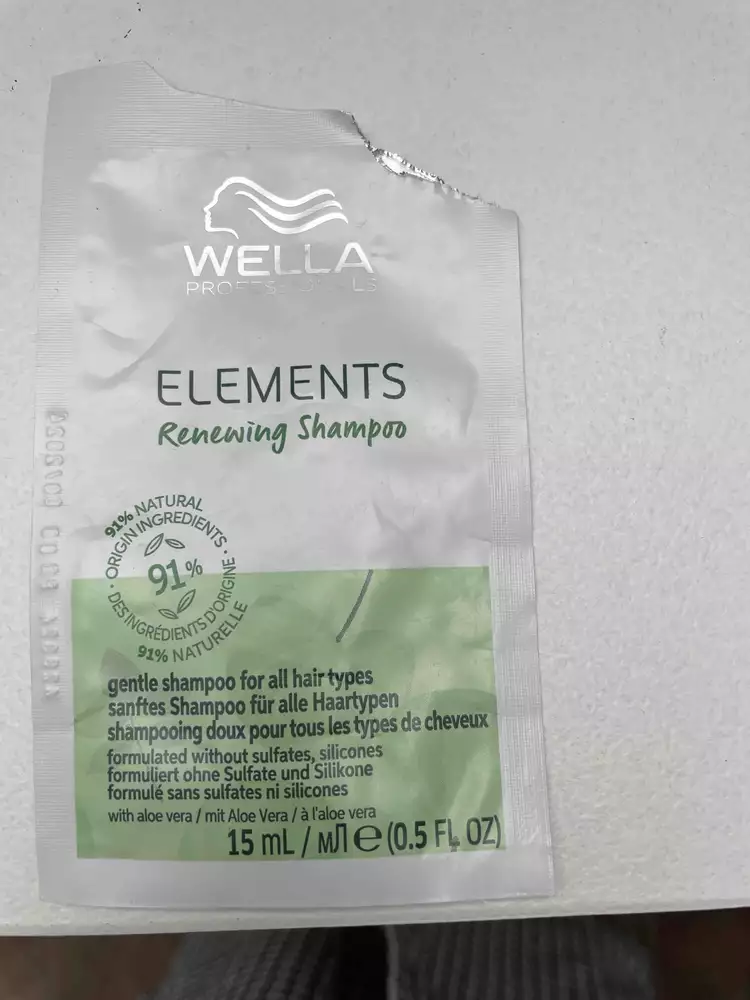 WELLA
PROFESSIONALS
ELEMENTS
Renewing Shampoo
91% NATURAL
ORIGIN INGREDIENTS
91%
DES INGRÉDIENTS D'ORIGINE
91% NATURELLE
gentle shampoo for all hair types
sanftes Shampoo für alle Haartypen
shampooing doux pour tous les types de cheveux
formulated without sulfates, silicones
formuliert ohne Sulfate und Silikone
formulé sans sulfates ni silicones
with aloe vera / mit Aloe Vera / à l'aloe vera
15 mL / мЛ e (0.5 FL OZ)